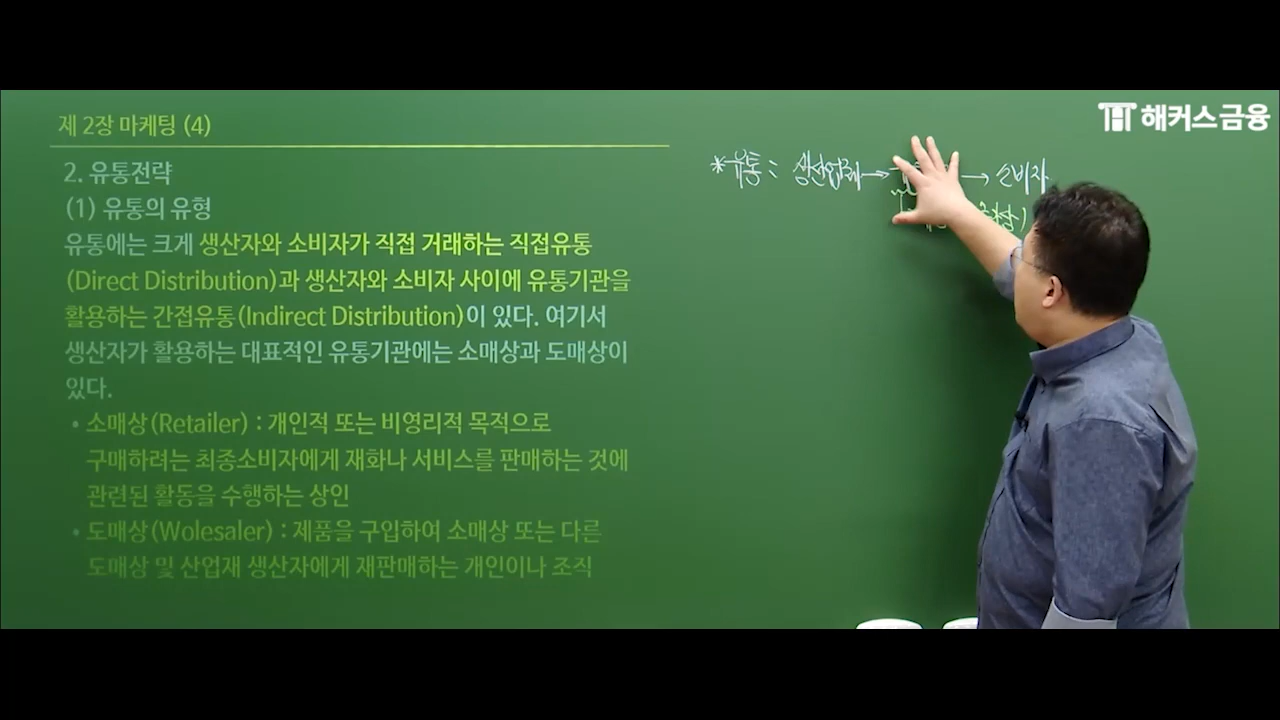 해커스금융
제 2장 마케팅 (4)
2. 유통전략
(1) 유통의 유형
유통에는 크게 생산자와 소비자가 직접 거래하는 직접유통
(Direct Distribution)과 생산자와 소비자 사이에 유통기관을
활용하는 간접유통(Indirect Distribution)이 있다. 여기서
생산자가 활용하는 대표적인 유통기관에는 소매상과 도매상이
있다.
• 소매상(Retailer) : 개인적 또는 비영리적 목적으로
구매하려는 최종소비자에게 재화나 서비스를 판매하는 것에
관련된 활동을 수행하는 상인
• 도매상(Wolesaler) : 제품을 구입하여 소매상 또는 다른
도매상 및 산업재 생산자에게 재판매하는 개인이나 조직
*유통: 생산업체 → → 소비자